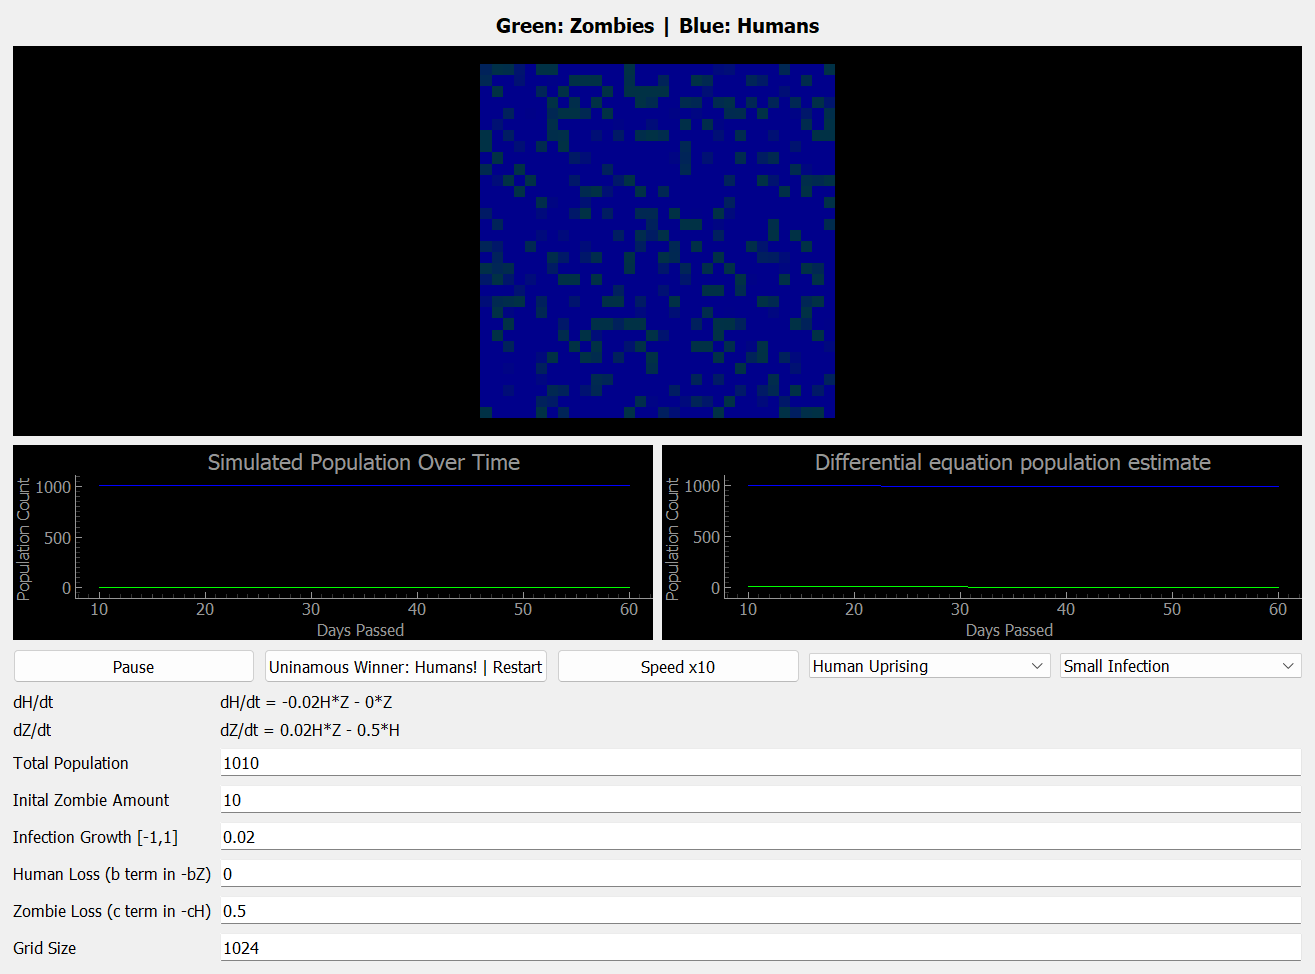 Green: Zombies | Blue: Humans
Simulated Population Over Time
Population Count
1000
500
0
10 20 30 40 50 60
Days Passed
Differential equation population estimate
Population Count
1000
500
0
10 20 30 40 50 60
Days Passed
Pause
Uninamous Winner: Humans! | Restart
Speed x10
Human Uprising
Small Infection
dH/dt dH/dt = -0.02H*Z - 0*Z
dZ/dt dZ/dt = 0.02H*Z - 0.5*H
Total Population 1010
Inital Zombie Amount 10
Infection Growth [-1,1] 0.02
Human Loss (b term in -bZ) 0
Zombie Loss (c term in -cH) 0.5
Grid Size 1024